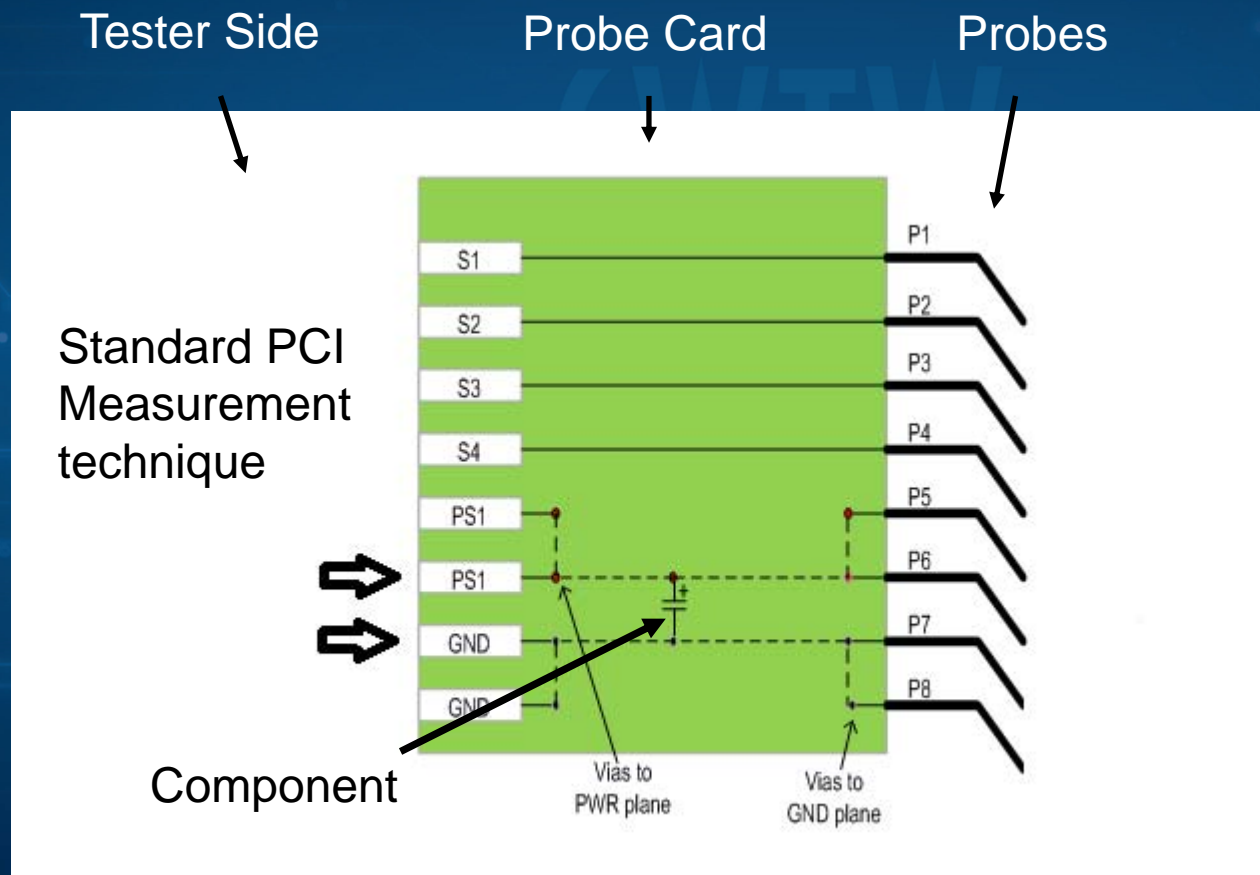 Tester Side
Probe Card
Probes
S1
P1
S2
P2
S3
P3
S4
P4
PS1
P5
PS1
P6
+
GND
P7
GND
P8
Standard PCI
Measurement
technique
Component
Vias to
PWR plane
Vias to
GND plane